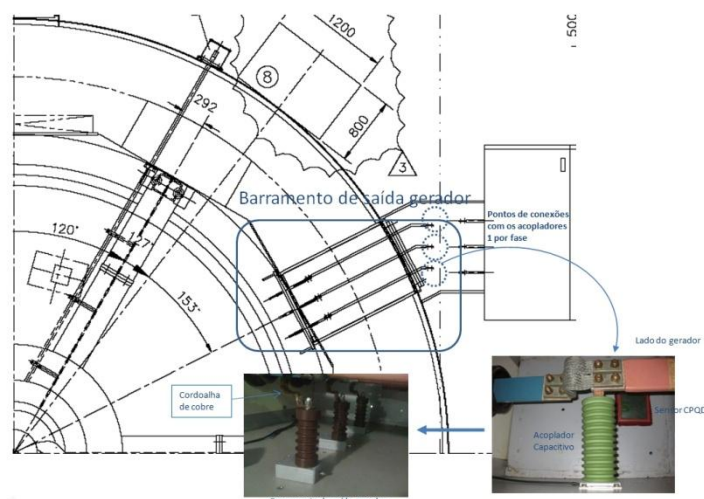 1200
500
8
292
800
3
Barramento de saída gerador
Pontos de conexões
com os acopladores
1 por fase
120°
153°
Lado do gerador
Cordoalha
de cobre
Sensor CPQD
Acoplador
Capacitivo